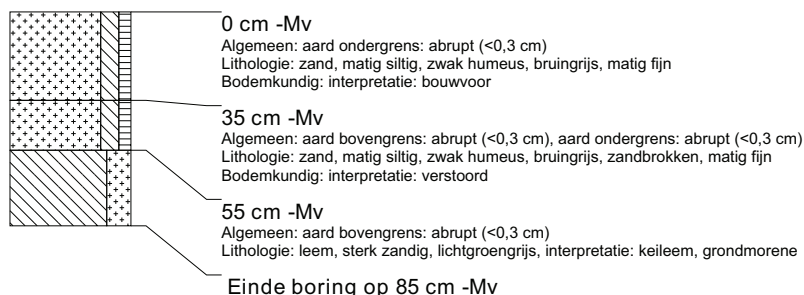 0 cm -Mv
Algemeen: aard ondergrens: abrupt (<0,3 cm)
Lithologie: zand, matig siltig, zwak humeus, bruingrijs, matig fijn
Bodemkundig: interpretatie: bouwvoor
35 cm -Mv
Algemeen: aard bovengrens: abrupt (<0,3 cm), aard ondergrens: abrupt (<0,3 cm)
Lithologie: zand, matig siltig, zwak humeus, bruingrijs, zandbrokken, matig fijn
Bodemkundig: interpretatie: verstoord
55 cm -Mv
Algemeen: aard bovengrens: abrupt (<0,3 cm)
Lithologie: leem, sterk zandig, lichtgroengrijs, interpretatie: keileem, grondmorene
Einde boring op 85 cm -Mv